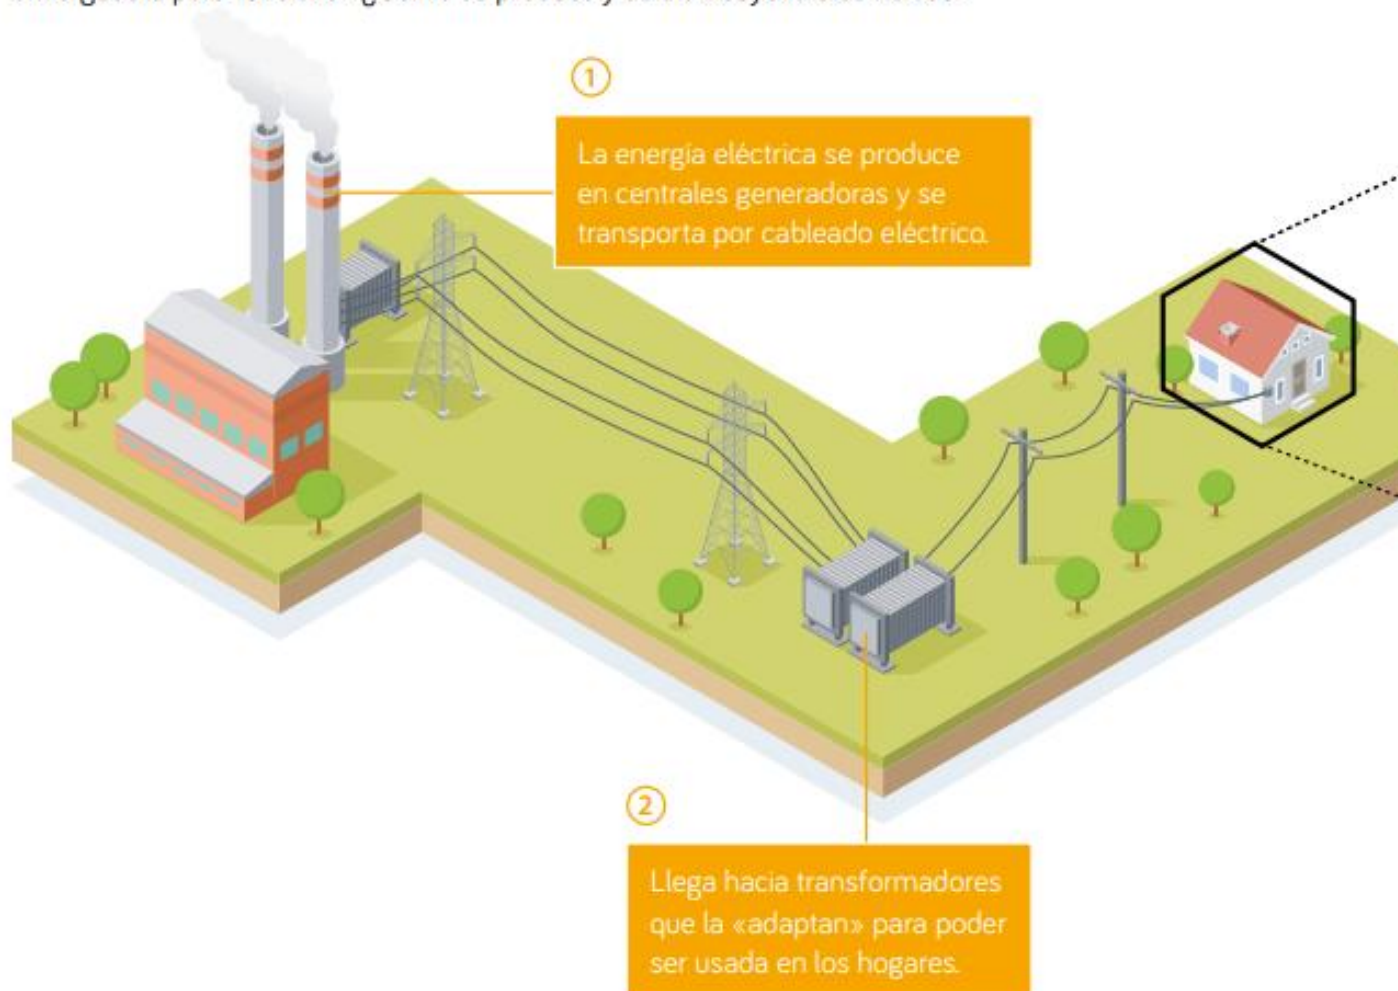 ①
La energía eléctrica se produce
en centrales generadoras y se
transporta por cableado eléctrico.
②
Llega hacia transformadores
que la «adaptan» para poder
ser usada en los hogares.